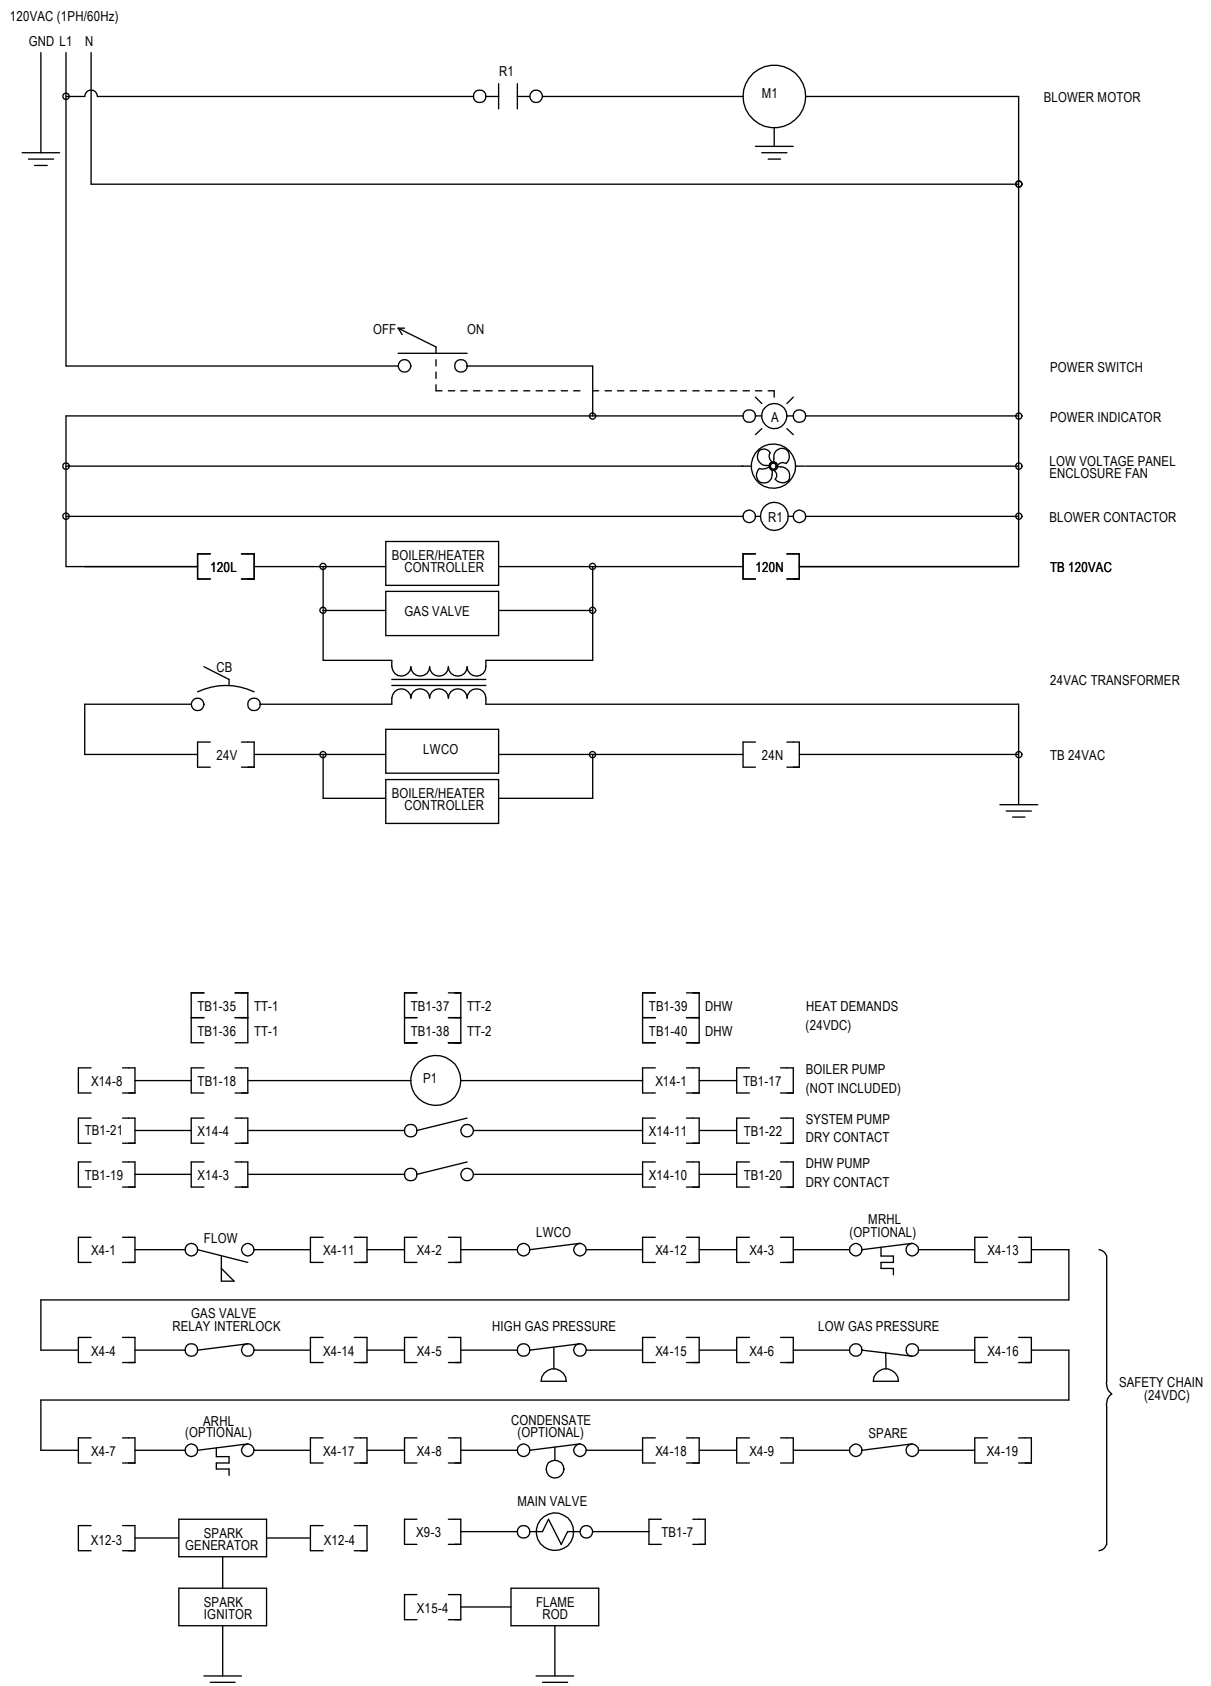 120VAC (1PH/60Hz)
GND L1 N
R1
M1
BLOWER MOTOR
OFF ON
POWER SWITCH
A
POWER INDICATOR
LOW VOLTAGE PANEL
ENCLOSURE FAN
R1
BLOWER CONTACTOR
120L
BOILER/HEATER
CONTROLLER
120N
TB 120VAC
GAS VALVE
CB
24VAC TRANSFORMER
24V
LWCO
24N
TB 24VAC
BOILER/HEATER
CONTROLLER
TB1-35 TT-1 TB1-37 TT-2 TB1-39 DHW HEAT DEMANDS
TB1-36 TT-1 TB1-38 TT-2 TB1-40 DHW (24VDC)
X14-8 TB1-18 P1 X14-1 TB1-17 BOILER PUMP
(NOT INCLUDED)
TB1-21 X14-4 X14-11 TB1-22 SYSTEM PUMP
DRY CONTACT
TB1-19 X14-3 X14-10 TB1-20 DHW PUMP
DRY CONTACT
FLOW LWCO MRHL
(OPTIONAL)
X4-1 X4-11 X4-2 X4-12 X4-3 X4-13
GAS VALVE
RELAY INTERLOCK HIGH GAS PRESSURE LOW GAS PRESSURE
X4-4 X4-14 X4-5 X4-15 X4-6 X4-16
SAFETY CHAIN
(24VDC)
ARHL
(OPTIONAL)
CONDENSATE
(OPTIONAL)
SPARE
X4-7 X4-17 X4-8 X4-18 X4-9 X4-19
MAIN VALVE
X12-3 SPARK
GENERATOR X12-4 X9-3 TB1-7
SPARK
IGNITOR
X15-4 FLAME
ROD